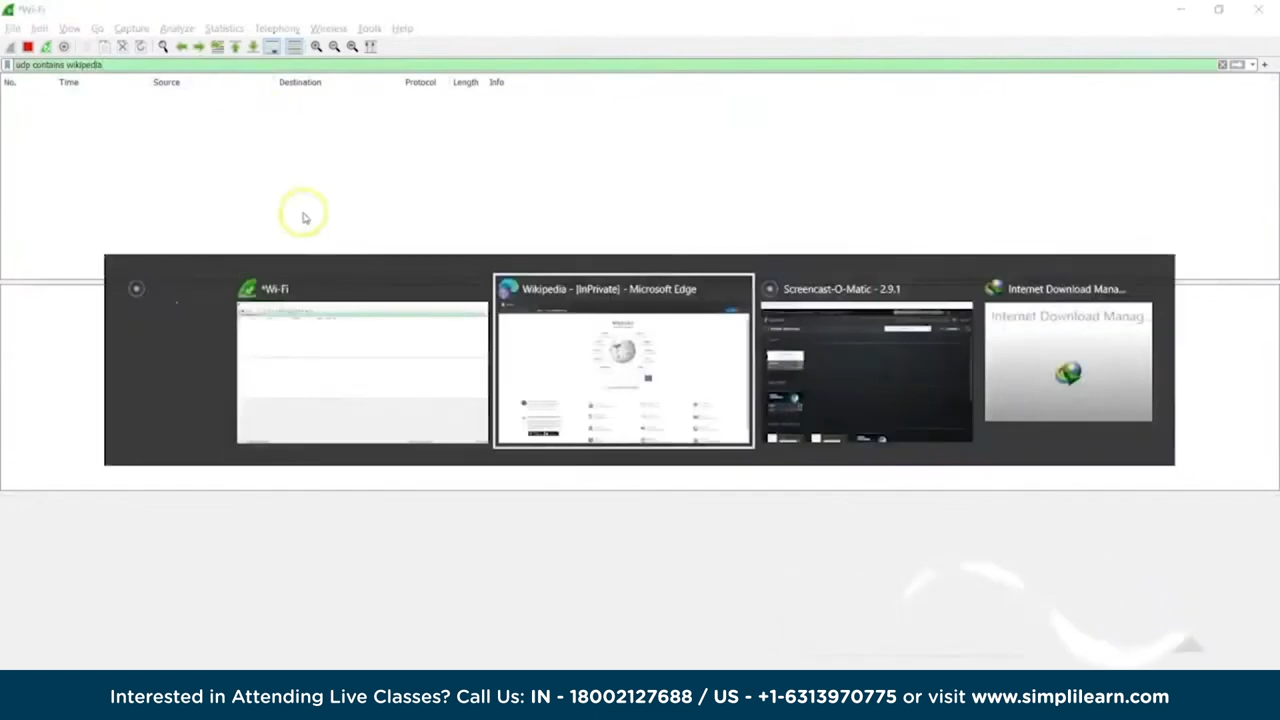 *Wi-Fi
File Edit View Go Capture Analyze Statistics Telephony Wireless Tools Help
udp contains wikipedia
No. Time Source Destination Protocol Length Info
*Wi-Fi
Wikipedia - [InPrivate] - Microsoft Edge
Screencast-O-Matic - 2.9.1
Internet Download Mana...
Internet Download Manag
Interested in Attending Live Classes? Call Us: IN - 18002127688 / US - +1-6313970775 or visit www.simplilearn.com